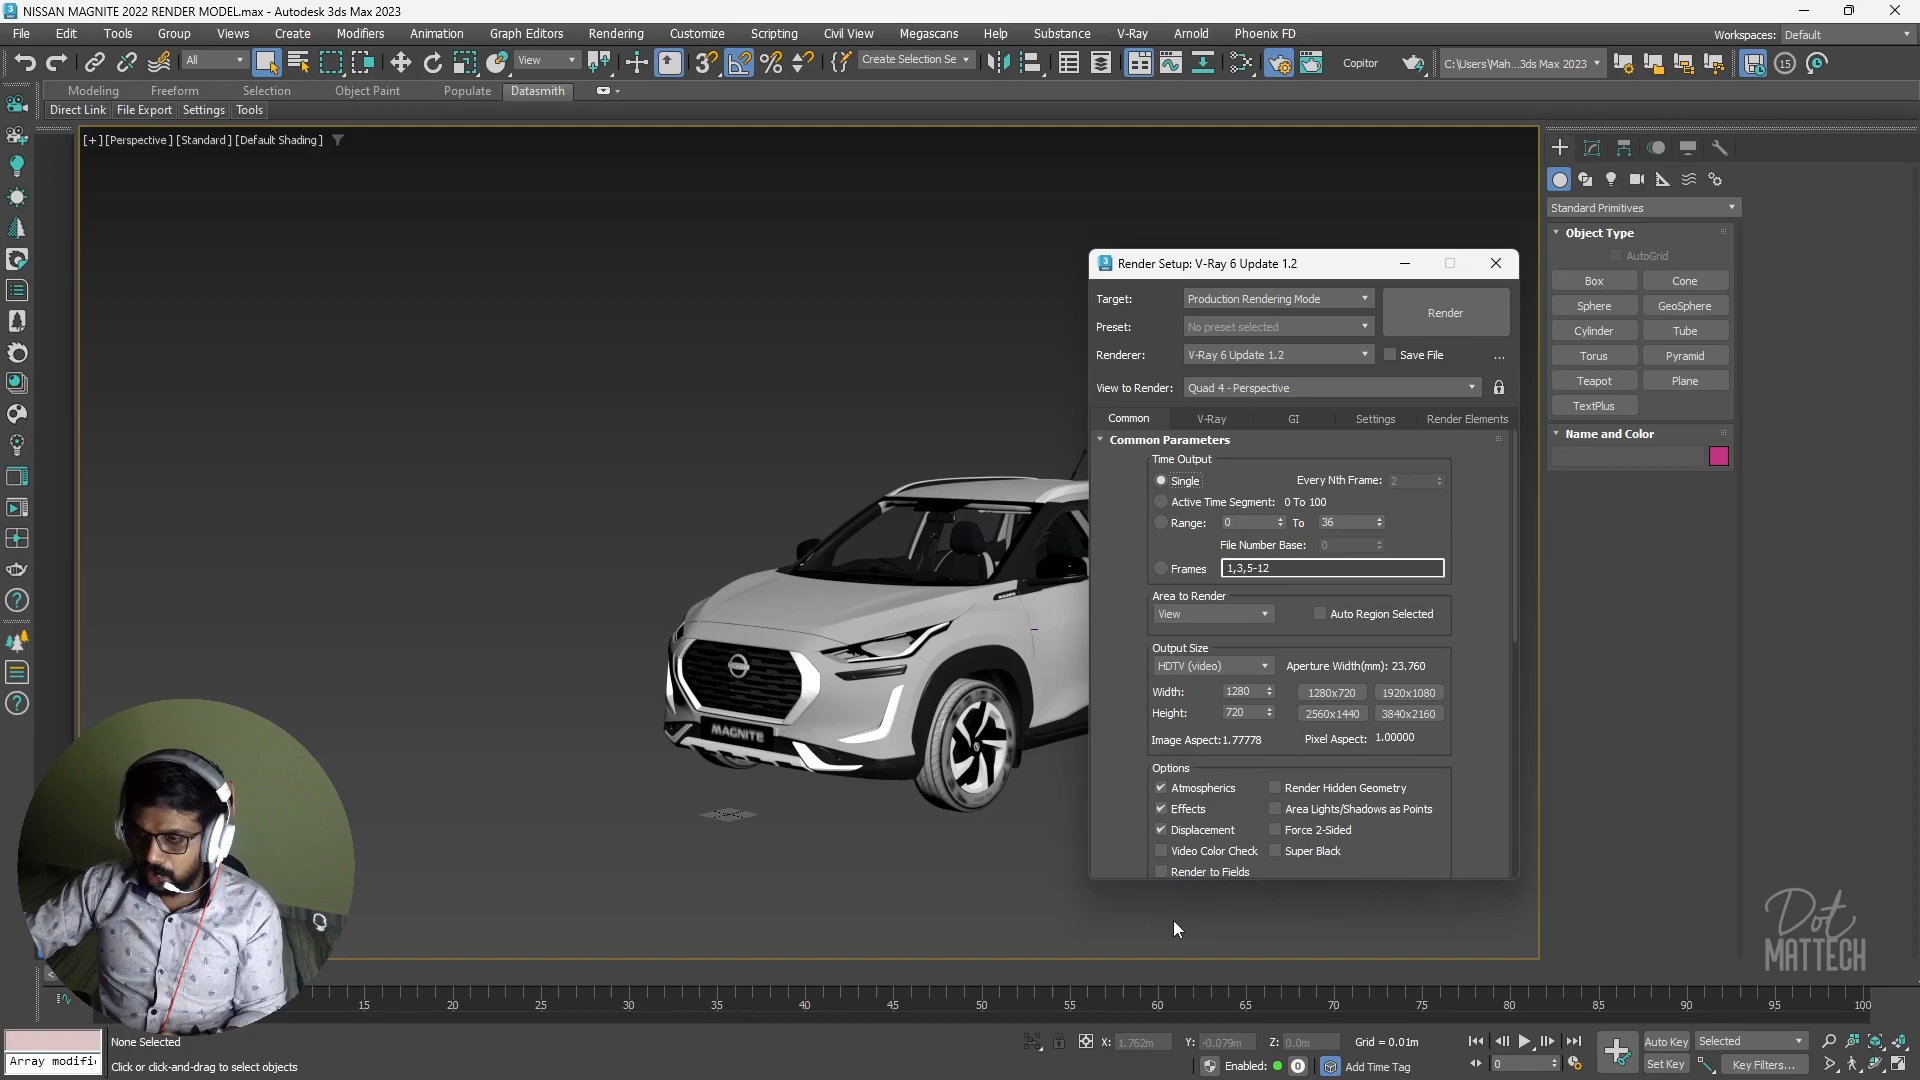 NISSAN MAGNITE 2022 RENDER MODEL.max - Autodesk 3ds Max 2023
File Edit Tools Group Views Create Modifiers Animation Graph Editors Rendering Customize Scripting Civil View Megascans Help Substance V-Ray Arnold Phoenix FD
Workspaces: Default
All View Create Selection Se Copitor C:\Users\Mah...3ds Max 2023 15
Modeling Freeform Selection Object Paint Populate Datasmith
Direct Link File Export Settings Tools
[+] [Perspective ] [Standard ] [Default Shading ]
Standard Primitives
Object Type
AutoGrid
Box Cone
Sphere GeoSphere
Cylinder Tube
Torus Pyramid
Teapot Plane
TextPlus
Name and Color
Render Setup: V-Ray 6 Update 1.2
Target: Production Rendering Mode
Render
Preset: No preset selected
Renderer: V-Ray 6 Update 1.2 Save File ...
View to Render: Quad 4 - Perspective
Common V-Ray GI Settings Render Elements
Common Parameters
Time Output
Single Every Nth Frame: 2
Active Time Segment: 0 To 100
Range: 0 To 36
File Number Base: 0
Frames 1,3,5-12
Area to Render
View Auto Region Selected
Output Size
HDTV (video) Aperture Width(mm): 23.760
Width: 1280 1280x720 1920x1080
Height: 720 2560x1440 3840x2160
Image Aspect:1.77778 Pixel Aspect: 1.00000
Options
Atmospherics Render Hidden Geometry
Effects Area Lights/Shadows as Points
Displacement Force 2-Sided
Video Color Check Super Black
Render to Fields
MAGNITE
Dot
MATTECH
15 20 25 30 35 40 45 50 55 60 65 70 75 80 85 90 95 100
None Selected
X: 1.762m Y: -0.079m Z: 0.0m Grid = 0.01m
Auto Key Selected
Array modifi
Click or click-and-drag to select objects
Enabled: 0 Add Time Tag
0
Set Key Key Filters...